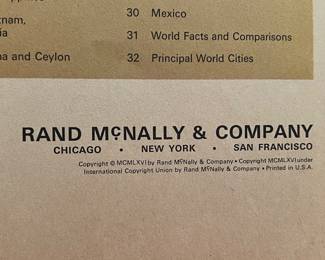 30 Mexico
tnam,
31 World Facts and Comparisons
ia
na and Ceylon
32 Principal World Cities
RAND McNALLY & COMPANY
CHICAGO • NEW YORK • SAN FRANCISCO
Copyright © MCMLXVI by Rand McNally & Company • Copyright MCMLXVI under
International Copyright Union by Rand McNally & Company • Printed in U.S.A.